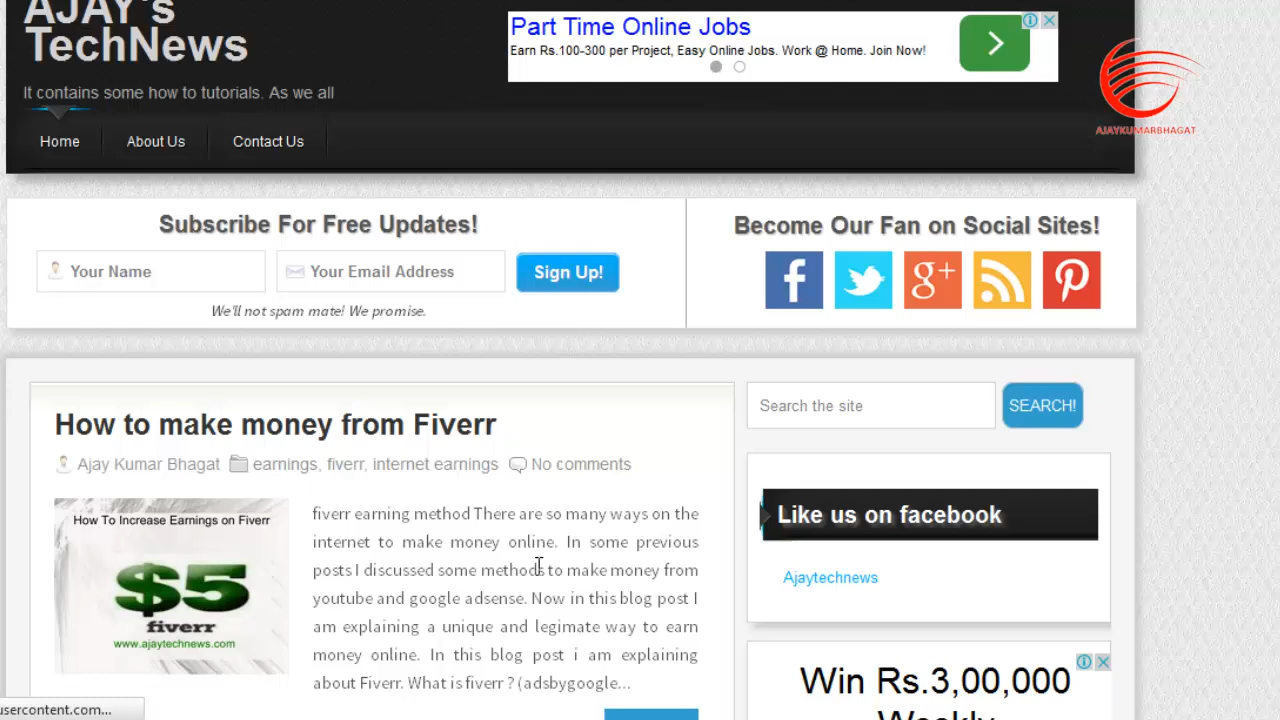 AJAY's
TechNews
It contains some how to tutorials. As we all
Part Time Online Jobs
Earn Rs.100-300 per Project, Easy Online Jobs. Work @ Home. Join Now!
AJAYKUMARBHAGAT
Home
About Us
Contact Us
Subscribe For Free Updates!
Your Name
Your Email Address
Sign Up!
We'll not spam mate! We promise.
Become Our Fan on Social Sites!
How to make money from Fiverr
Ajay Kumar Bhagat earnings, fiverr, internet earnings No comments
How To Increase Earnings on Fiverr
$5
fiverr
www.ajaytechnews.com
fiverr earning method There are so many ways on the
internet to make money online. In some previous
posts I discussed some methods to make money from
youtube and google adsense. Now in this blog post I
am explaining a unique and legimate way to earn
money online. In this blog post i am explaining
about Fiverr. What is fiverr ? (adsbygoogle...
Search the site
SEARCH!
Like us on facebook
Ajaytechnews
Win Rs.3,00,000
Weekly
usercontent.com...